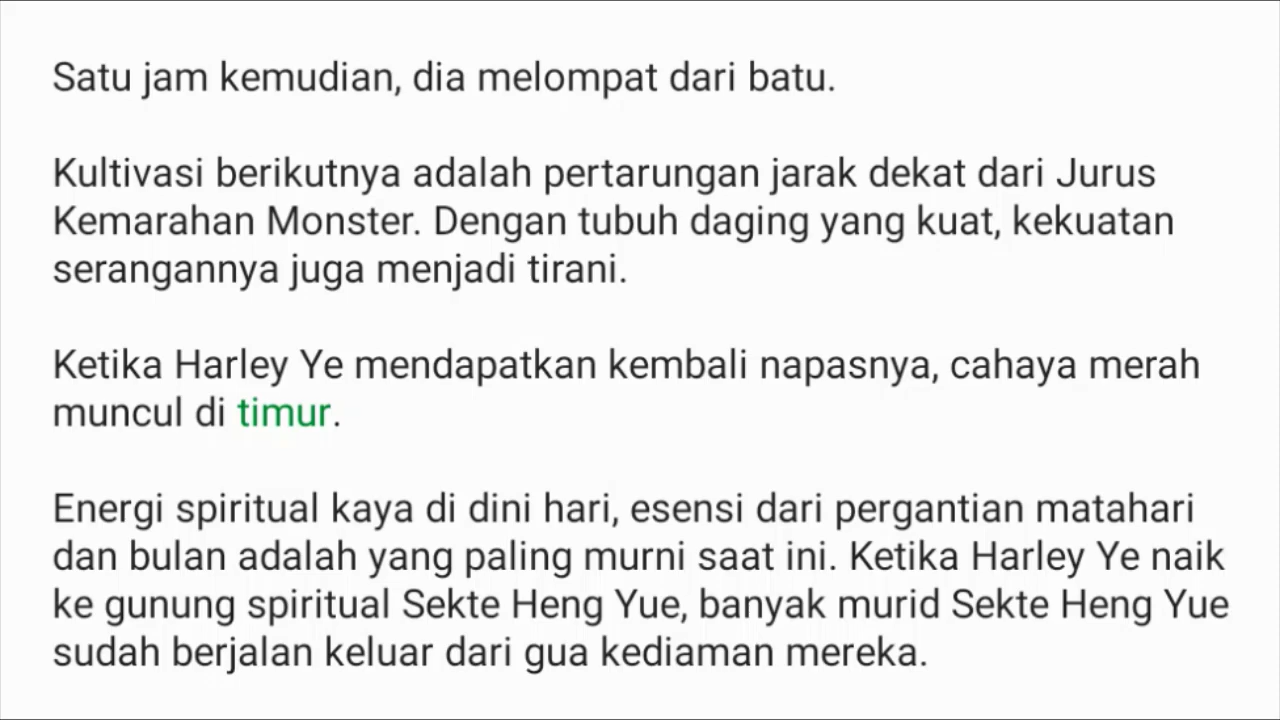 Satu jam kemudian, dia melompat dari batu.
Kultivasi berikutnya adalah pertarungan jarak dekat dari Jurus
Kemarahan Monster. Dengan tubuh daging yang kuat, kekuatan
serangannya juga menjadi tirani.
Ketika Harley Ye mendapatkan kembali napasnya, cahaya merah
muncul di timur.
Energi spiritual kaya di dini hari, esensi dari pergantian matahari
dan bulan adalah yang paling murni saat ini. Ketika Harley Ye naik
ke gunung spiritual Sekte Heng Yue, banyak murid Sekte Heng Yue
sudah berjalan keluar dari gua kediaman mereka.